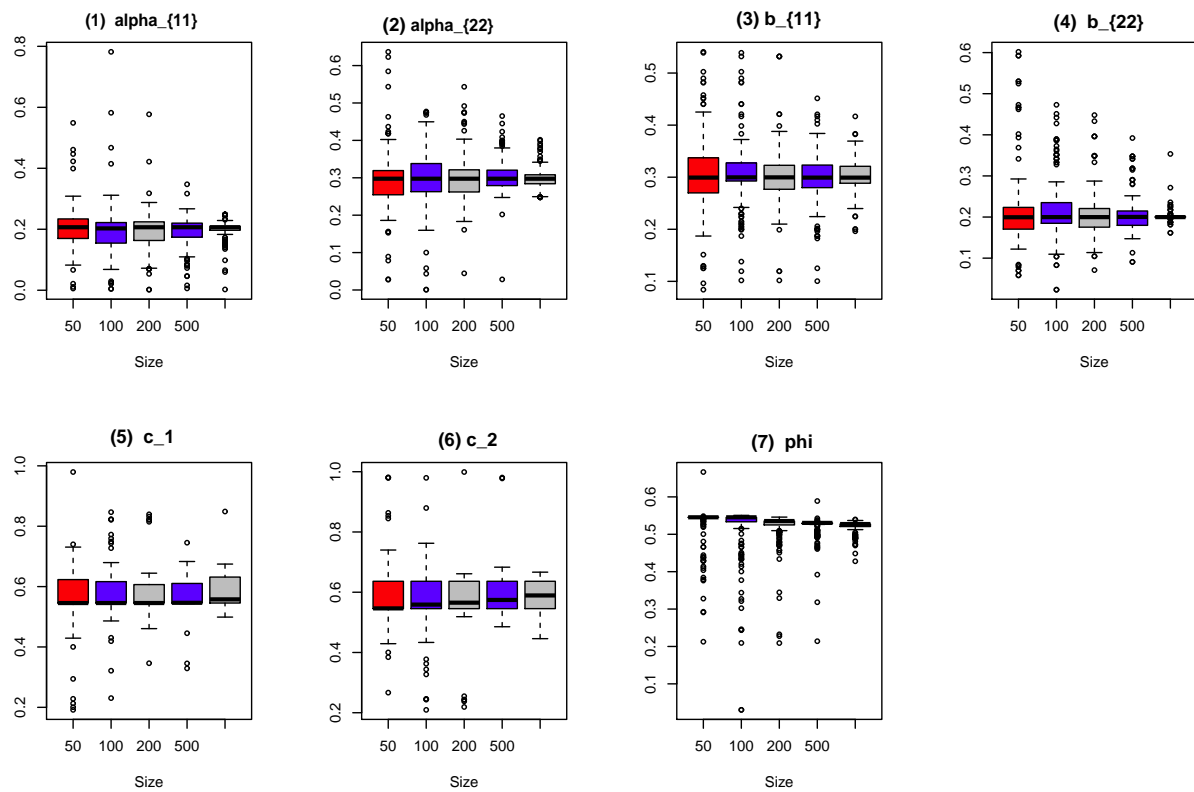 (1) alpha_{11}
(2) alpha_{22}
(3) b_{11}
(4) b_{22}
0.0 0.2 0.4 0.6 0.8
0.0 0.1 0.2 0.3 0.4 0.5 0.6
0.1 0.2 0.3 0.4 0.5
0.1 0.2 0.3 0.4 0.5 0.6
50 100 200 500
50 100 200 500
50 100 200 500
50 100 200 500
Size
Size
Size
Size
(5) c_1
(6) c_2
(7) phi
0.2 0.4 0.6 0.8 1.0
0.2 0.4 0.6 0.8 1.0
0.1 0.2 0.3 0.4 0.5 0.6
50 100 200 500
50 100 200 500
50 100 200 500
Size
Size
Size